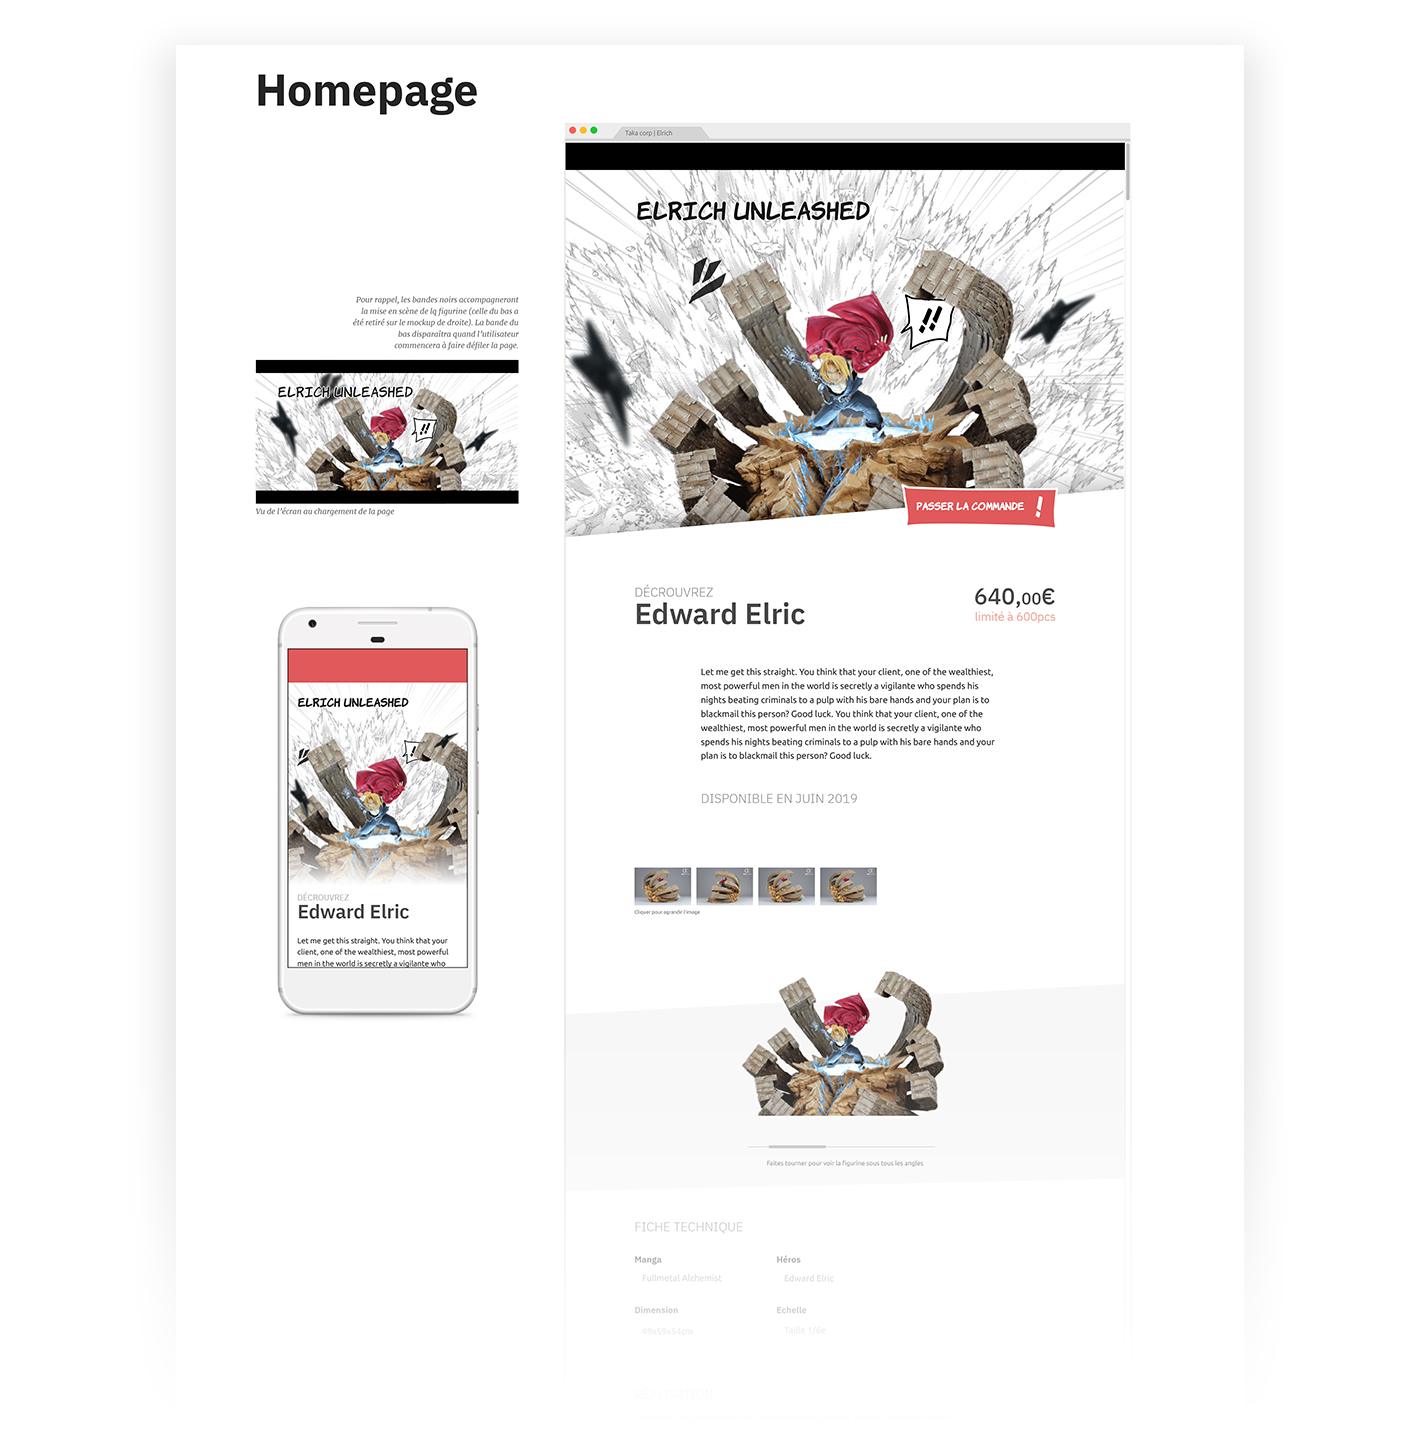 Homepage
Pour rappel, les bandes noirs accompagneront
la mise en scène de lq figurine (celle du bas a
été retiré sur le mockup de droite). La bande du
bas disparaîtra quand l'utilisateur
commencera à faire défiler la page.
ELRICH UNLEASHED
!!
Vu de l'écran au chargement de la page
ELRICH UNLEASHED
!
DÉCROUVREZ
Edward Elric
Let me get this straight. You think that your
client, one of the wealthiest, most powerful
men in the world is secretly a vigilante who
Taka corp | Elrich
ELRICH UNLEASHED
!!
PASSER LA COMMANDE !
DÉCROUVREZ
Edward Elric
640,00€
limité à 600pcs
Let me get this straight. You think that your client, one of the wealthiest,
most powerful men in the world is secretly a vigilante who spends his
nights beating criminals to a pulp with his bare hands and your plan is to
blackmail this person? Good luck. You think that your client, one of the
wealthiest, most powerful men in the world is secretly a vigilante who
spends his nights beating criminals to a pulp with his bare hands and your
plan is to blackmail this person? Good luck.
DISPONIBLE EN JUIN 2019
Cliquer pour agrandir l'image
Faites tourner pour voir la figurine sous tous les angles
FICHE TECHNIQUE
Manga
Héros
Fullmetal Alchemist
Edward Elric
Dimension
Echelle
49x59x54cm
Taille 1/6e